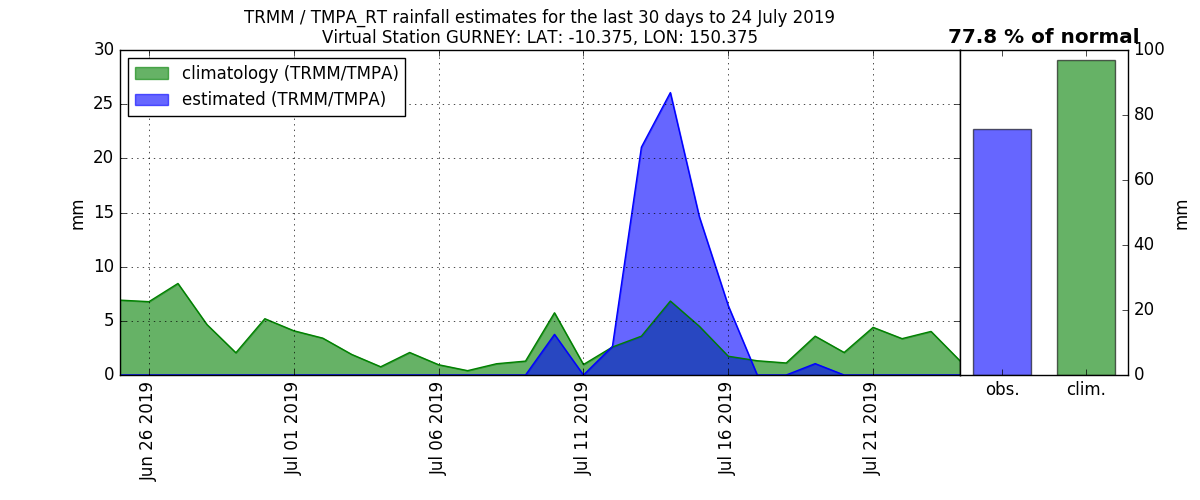 TRMM / TMPA_RT rainfall estimates for the last 30 days to 24 July 2019
Virtual Station GURNEY: LAT: -10.375, LON: 150.375
77.8 % of normal
climatology (TRMM/TMPA)
estimated (TRMM/TMPA)
30
25
20
15
10
5
0
mm
Jun 26 2019
Jul 01 2019
Jul 06 2019
Jul 11 2019
Jul 16 2019
Jul 21 2019
100
80
60
40
20
0
mm
obs.
clim.